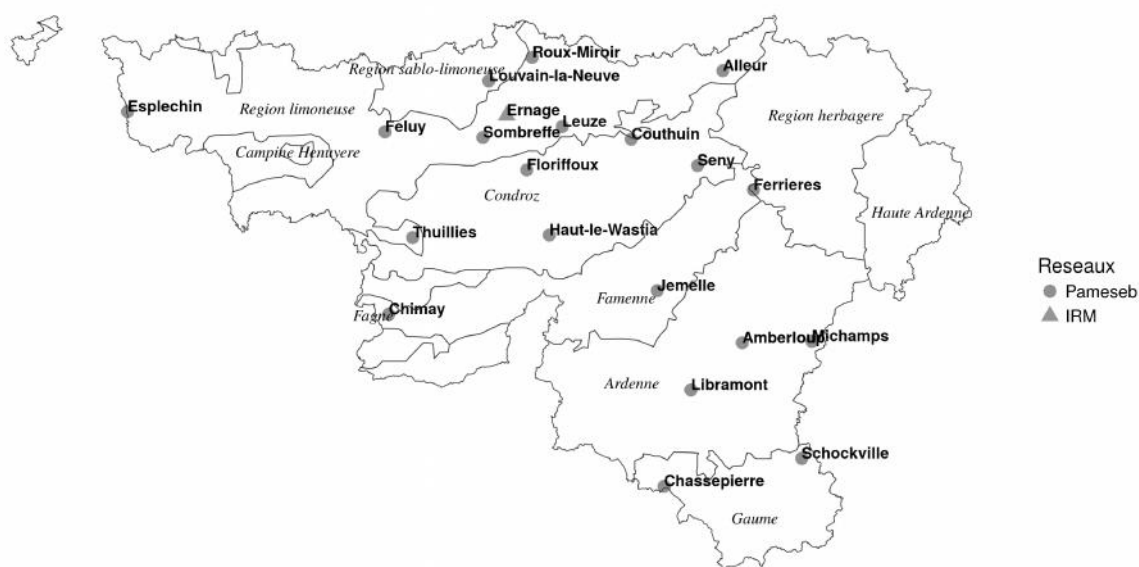 Roux-Miroir
Region sablo-limoneuse
Alleur
Louvain-la-Neuve
Esplechin
Region limoneuse
Ernage
Region herbagere
Leuze
Feluy
Sombreffe
Couthuin
Campine Henuyere
Floriffoux
Seny
Condroz
Ferrieres
Haute Ardenne
Thuillies
Haut-le-Wastia
Reseaux
Pameseb
IRM
Jemelle
Famenne
Chimay
Fagne
Amberloup
Michamps
Ardenne
Libramont
Schockville
Chassepierre
Gaume